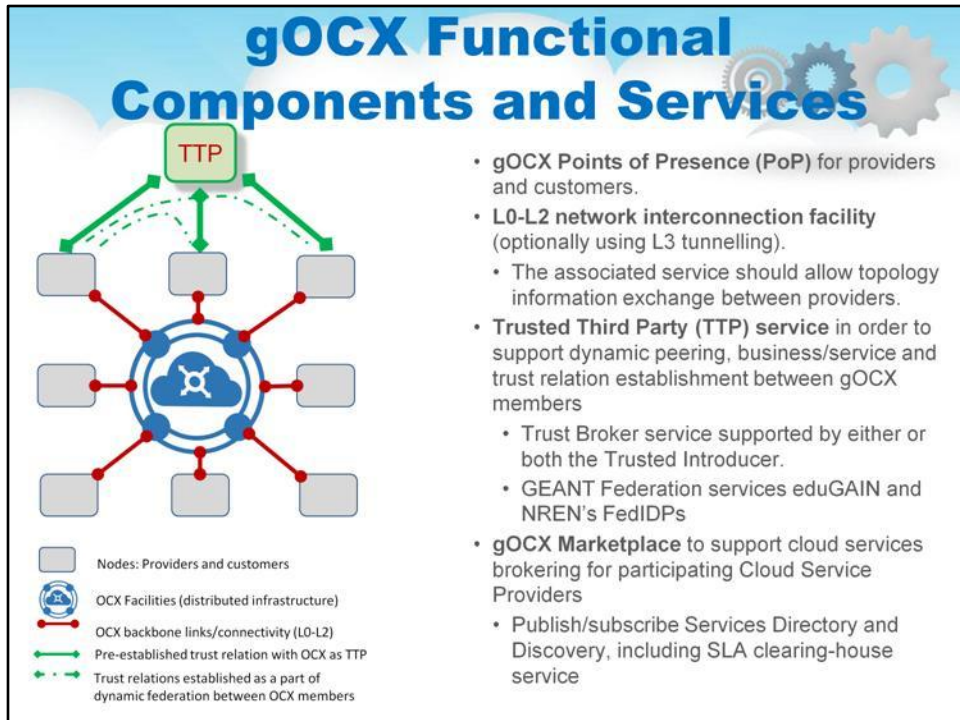 gOCX Functional
Components and Services
TTP
• gOCX Points of Presence (PoP) for providers
and customers.
• L0-L2 network interconnection facility
(optionally using L3 tunnelling).
• The associated service should allow topology
information exchange between providers.
• Trusted Third Party (TTP) service in order to
support dynamic peering, business/service and
trust relation establishment between gOCX
members
• Trust Broker service supported by either or
both the Trusted Introducer.
• GEANT Federation services eduGAIN and
NREN's FedIDPs
• gOCX Marketplace to support cloud services
brokering for participating Cloud Service
Providers
• Publish/subscribe Services Directory and
Discovery, including SLA clearing-house
service
Nodes: Providers and customers
OCX Facilities (distributed infrastructure)
OCX backbone links/connectivity (L0-L2)
Pre-established trust relation with OCX as TTP
Trust relations established as a part of
dynamic federation between OCX members